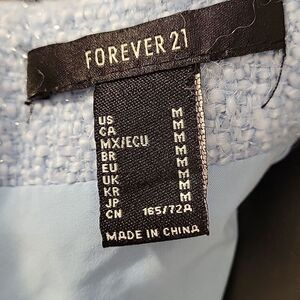 FOREVER 21
US M
CA M
MX/ECU M
BR M
EU M
UK M
KR M
JP M
CN 165/72A
MADE IN CHINA